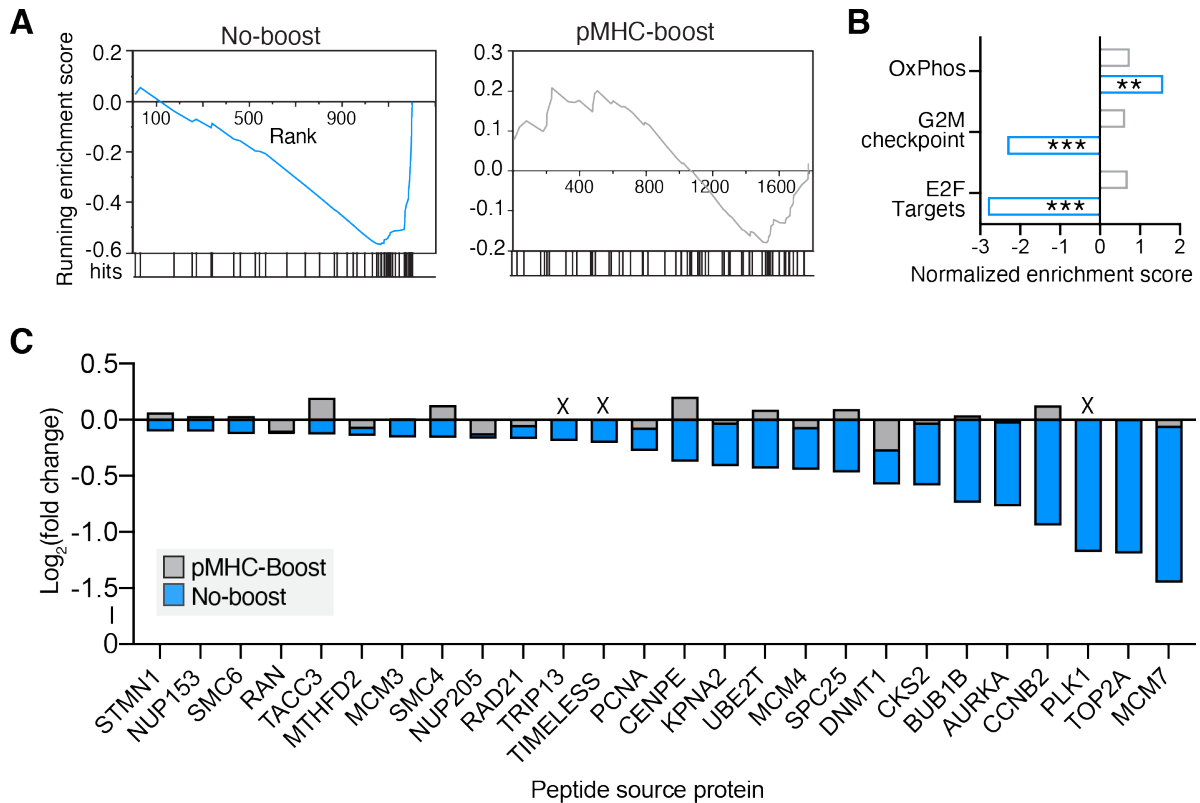 A
No-boost
Running enrichment score
0.2
0.0
-0.2
-0.4
-0.6
100
500
900
Rank
hits
pMHC-boost
0.3
0.2
0.1
0.0
-0.1
-0.2
400
800
1200
1600
B
OxPhos
**
G2M
checkpoint
***
E2F
Targets
***
-3
-2
-1
0
1
2
Normalized enrichment score
C
Log2(fold change)
0.5
0.0
-0.5
-1.0
-1.5
0
X
X
X
pMHC-Boost
No-boost
STMN1
NUP153
SMC6
RAN
TACC3
MTHFD2
MCM3
SMC4
NUP205
RAD21
TRIP13
TIMELESS
PCNA
CENPE
KPNA2
UBE2T
MCM4
SPC25
DNMT1
CKS2
BUB1B
AURKA
CCNB2
PLK1
TOP2A
MCM7
Peptide source protein